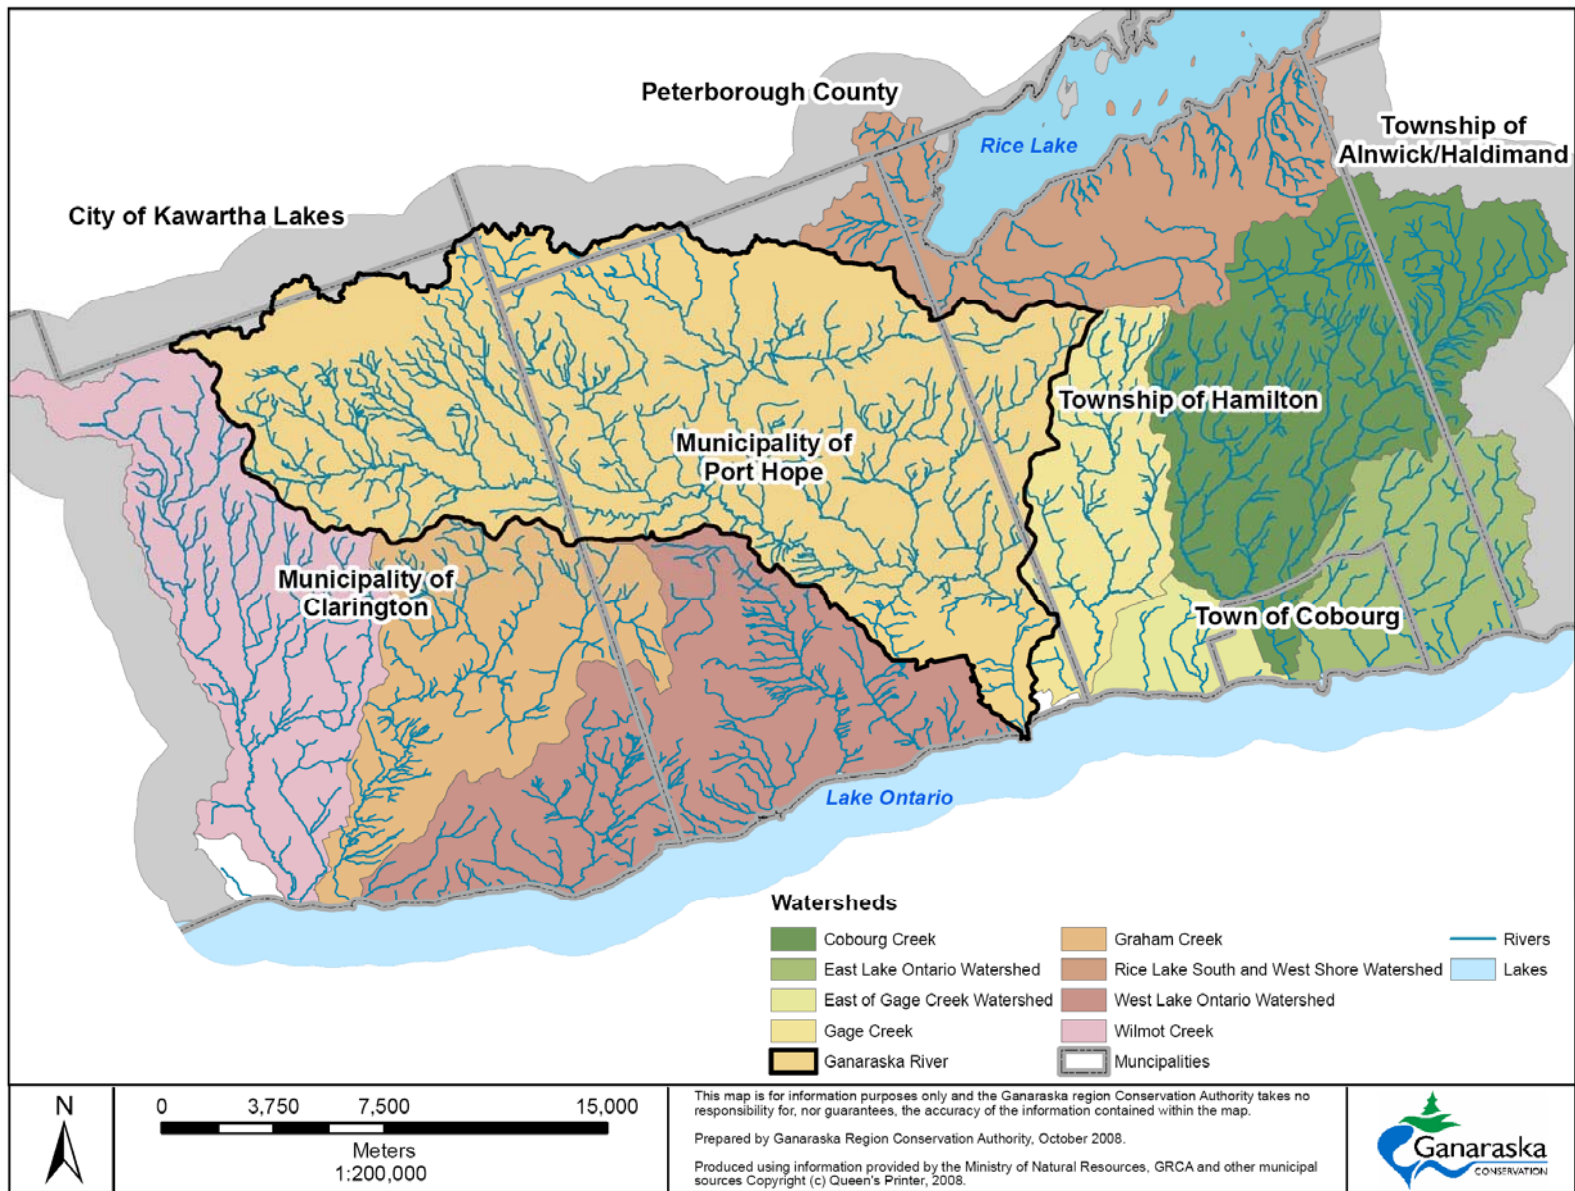 Peterborough County
Rice Lake
Township of
Alnwick/Haldimand
City of Kawartha Lakes
Township of Hamilton
Municipality of
Port Hope
Municipality of
Clarington
Town of Cobourg
Lake Ontario
Watersheds
Cobourg Creek
East Lake Ontario Watershed
East of Gage Creek Watershed
Gage Creek
Ganaraska River
Graham Creek
Rice Lake South and West Shore Watershed
West Lake Ontario Watershed
Wilmot Creek
Muncipalities
Rivers
Lakes
N
0 3,750 7,500 15,000
Meters
1:200,000
This map is for information purposes only and the Ganaraska region Conservation Authority takes no
responsibility for, nor guarantees, the accuracy of the information contained within the map.
Prepared by Ganaraska Region Conservation Authority, October 2008.
Produced using information provided by the Ministry of Natural Resources, GRCA and other municipal
sources Copyright (c) Queen's Printer, 2008.
Ganaraska
CONSERVATION